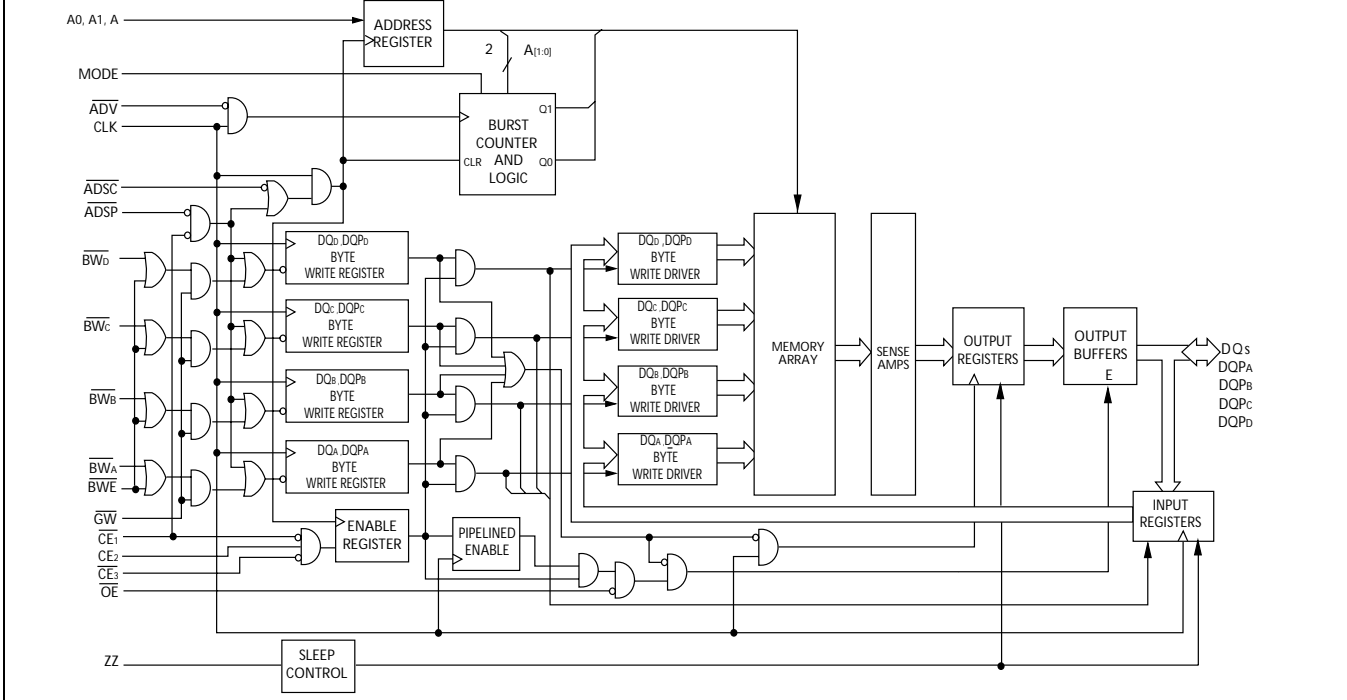 A0, A1, A
ADDRESS
REGISTER
2
A[1:0]
MODE
ADV
CLK
Q1
BURST
COUNTER
AND
LOGIC
CLR
Q0
ADSC
ADSP
BWD
BWC
BWB
BWA
BWE
GW
CE1
CE2
CE3
OE
ZZ
DQD ,DQPD
BYTE
WRITE REGISTER
DQC ,DQPC
BYTE
WRITE REGISTER
DQB ,DQPB
BYTE
WRITE REGISTER
DQA ,DQPA
BYTE
WRITE REGISTER
ENABLE
REGISTER
PIPELINED
ENABLE
SLEEP
CONTROL
DQD ,DQPD
BYTE
WRITE DRIVER
DQC ,DQPC
BYTE
WRITE DRIVER
DQB ,DQPB
BYTE
WRITE DRIVER
DQA ,DQPA
BYTE
WRITE DRIVER
MEMORY
ARRAY
SENSE
AMPS
OUTPUT
REGISTERS
OUTPUT
BUFFERS
E
DQs
DQPA
DQPB
DQPC
DQPD
INPUT
REGISTERS